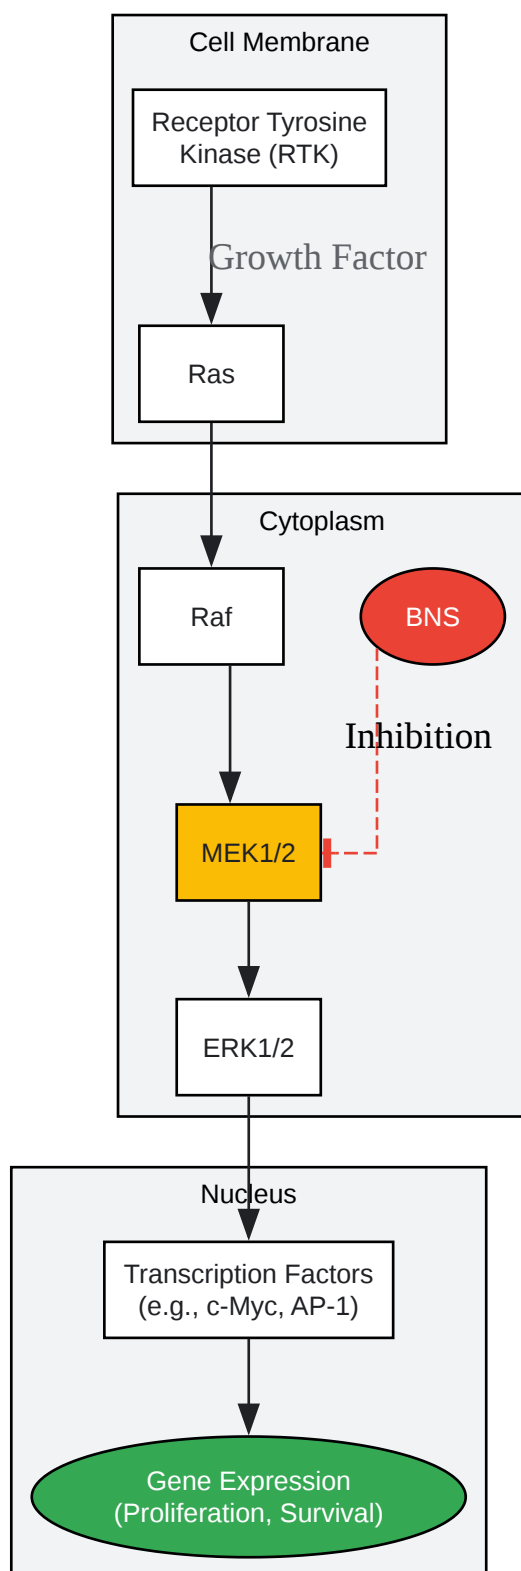 Cell Membrane
Receptor Tyrosine
Kinase (RTK)
Growth Factor
Ras
Cytoplasm
Raf
BNS
Inhibition
MEK1/2
ERK1/2
Nucleus
Transcription Factors
(e.g., c-Myc, AP-1)
Gene Expression
(Proliferation, Survival)